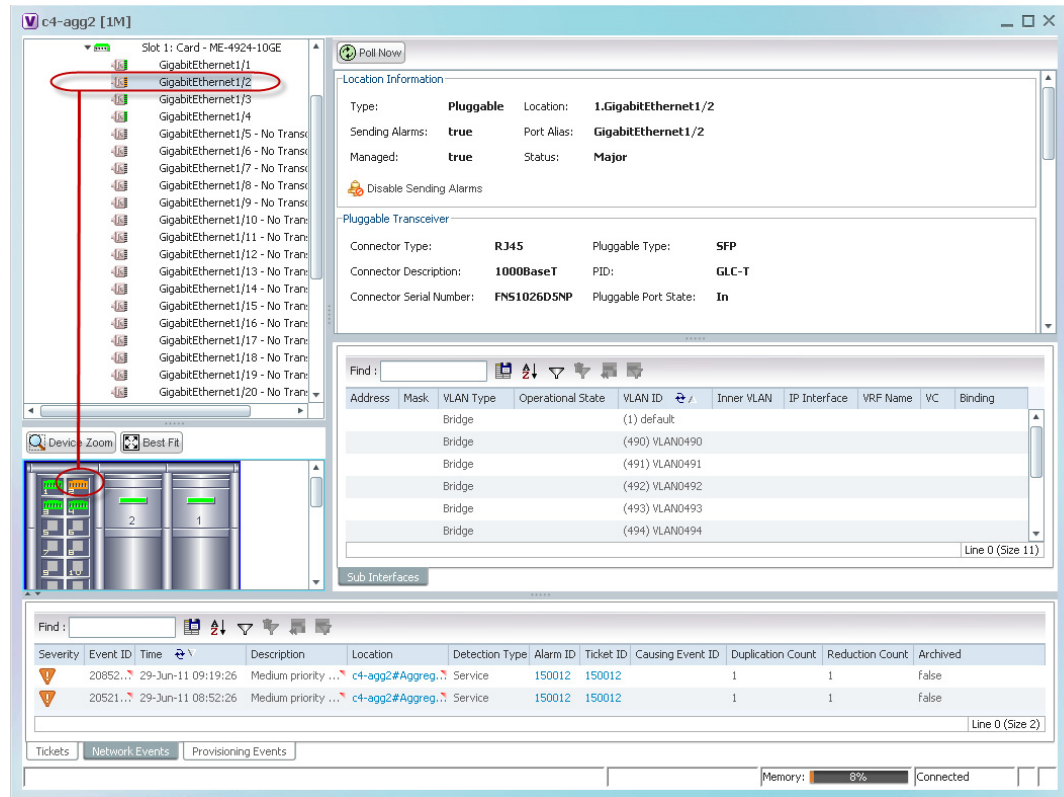 c4-agg2 [1M]
Slot 1: Card - ME-4924-10GE
GigabitEthernet1/1
GigabitEthernet1/2
GigabitEthernet1/3
GigabitEthernet1/4
GigabitEthernet1/5 - No Transc
GigabitEthernet1/6 - No Transc
GigabitEthernet1/7 - No Transc
GigabitEthernet1/8 - No Transc
GigabitEthernet1/9 - No Transc
GigabitEthernet1/10 - No Trans
GigabitEthernet1/11 - No Trans
GigabitEthernet1/12 - No Trans
GigabitEthernet1/13 - No Trans
GigabitEthernet1/14 - No Trans
GigabitEthernet1/15 - No Trans
GigabitEthernet1/16 - No Trans
GigabitEthernet1/17 - No Trans
GigabitEthernet1/18 - No Trans
GigabitEthernet1/19 - No Trans
GigabitEthernet1/20 - No Trans
Device Zoom Best Fit
1 2
3 4
2 1
Poll Now
Location Information
Type: Pluggable Location: 1.GigabitEthernet1/2
Sending Alarms: true Port Alias: GigabitEthernet1/2
Managed: true Status: Major
Disable Sending Alarms
Pluggable Transceiver
Connector Type: RJ45 Pluggable Type: SFP
Connector Description: 1000BaseT PID: GLC-T
Connector Serial Number: FNS1026D5NP Pluggable Port State: In
Find :
Address Mask VLAN Type Operational State VLAN ID Inner VLAN IP Interface VRF Name VC Binding
Bridge (1) default
Bridge (490) VLAN0490
Bridge (491) VLAN0491
Bridge (492) VLAN0492
Bridge (493) VLAN0493
Bridge (494) VLAN0494
Line 0 (Size 11)
Sub Interfaces
Find :
Severity Event ID Time Description Location Detection Type Alarm ID Ticket ID Causing Event ID Duplication Count Reduction Count Archived
20852... 29-Jun-11 09:19:26 Medium priority ... c4-agg2#Aggreg... Service 150012 150012 1 1 false
20521... 29-Jun-11 08:52:26 Medium priority ... c4-agg2#Aggreg... Service 150012 150012 1 1 false
Line 0 (Size 2)
Tickets Network Events Provisioning Events
Memory: 8% Connected